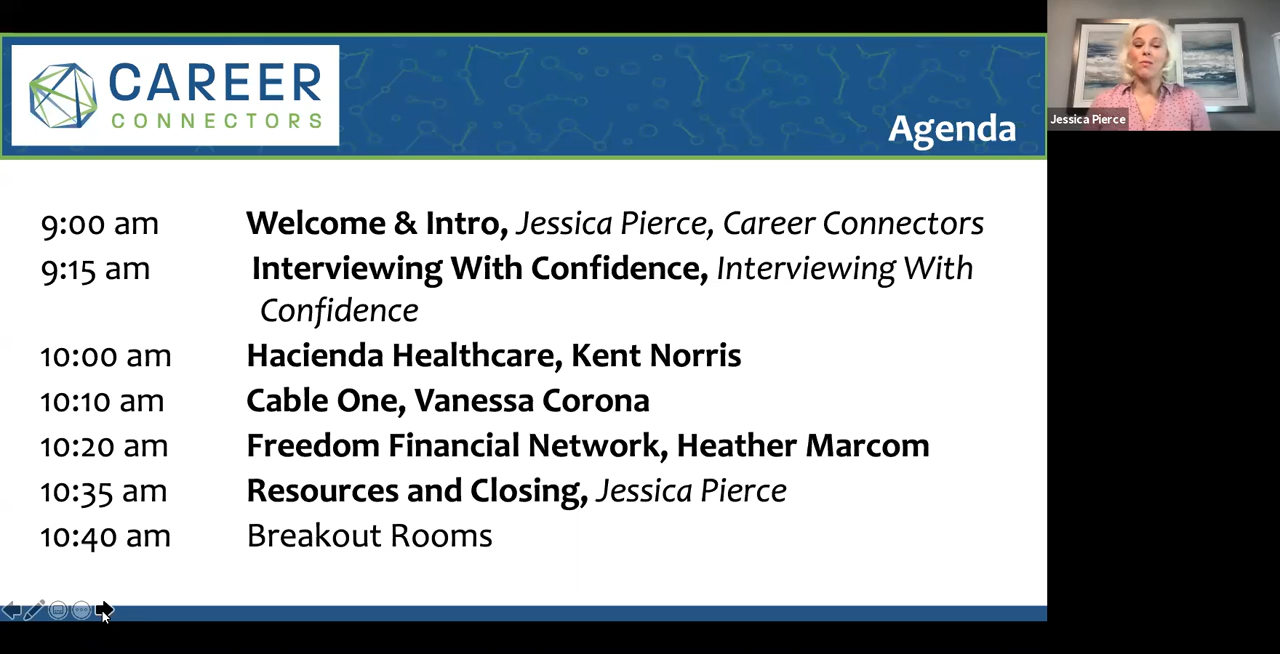 CAREER
CONNECTORS
Agenda
Jessica Pierce
9:00 am Welcome & Intro, Jessica Pierce, Career Connectors
9:15 am Interviewing With Confidence, Interviewing With
Confidence
10:00 am Hacienda Healthcare, Kent Norris
10:10 am Cable One, Vanessa Corona
10:20 am Freedom Financial Network, Heather Marcom
10:35 am Resources and Closing, Jessica Pierce
10:40 am Breakout Rooms